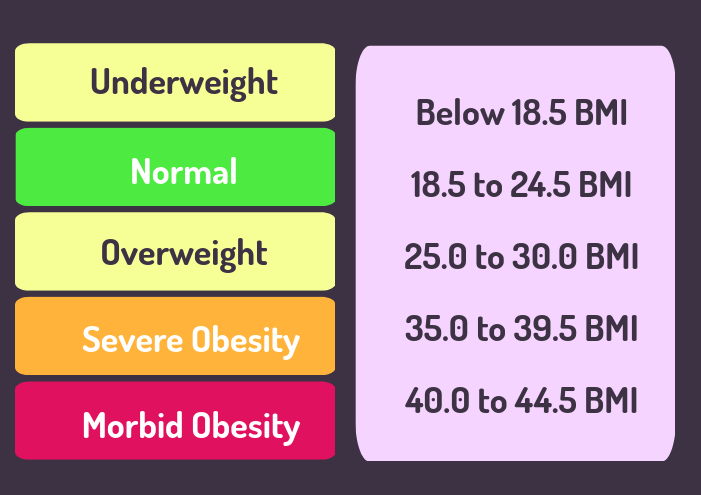 Underweight
Below 18.5 BMI
Normal
18.5 to 24.5 BMI
Overweight
25.0 to 30.0 BMI
Severe Obesity
35.0 to 39.5 BMI
Morbid Obesity
40.0 to 44.5 BMI